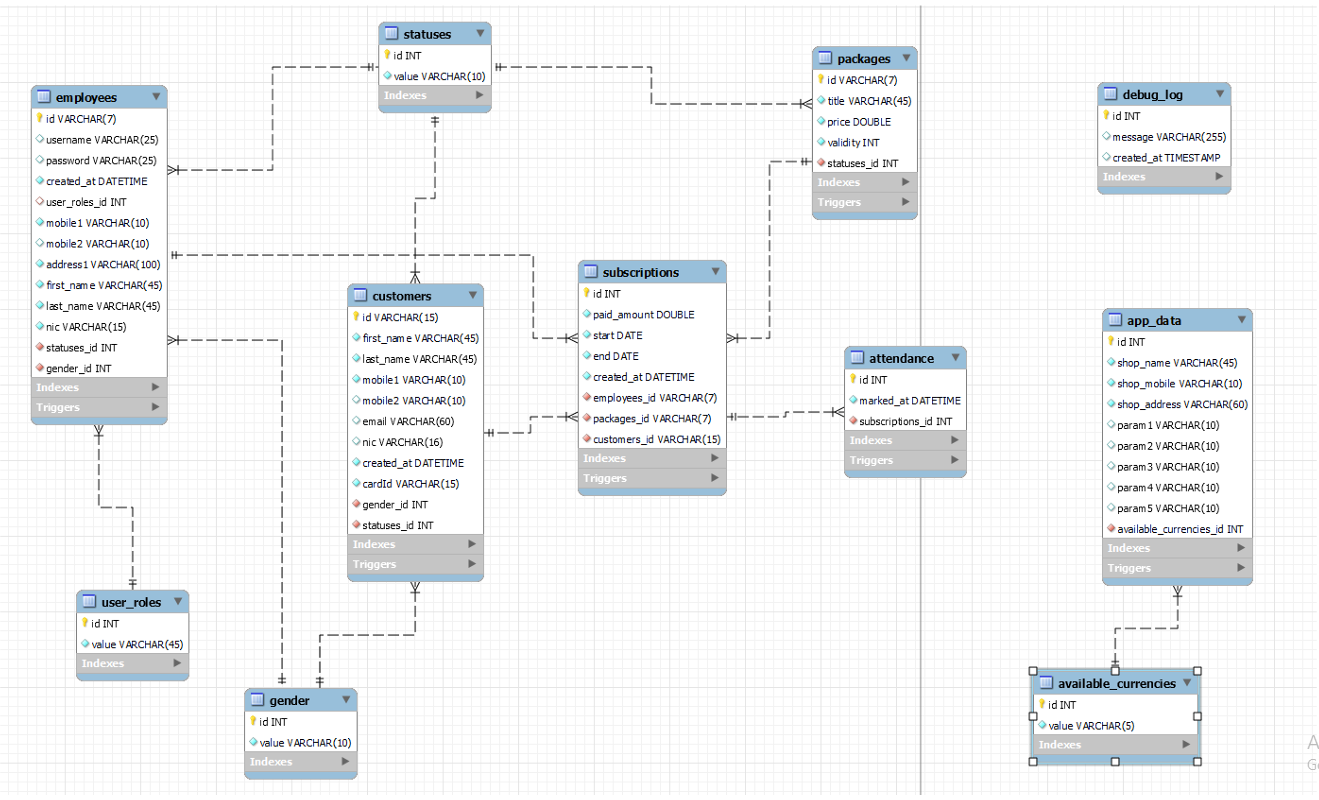 statuses
id INT
value VARCHAR(10)
Indexes
packages
id VARCHAR(7)
title VARCHAR(45)
price DOUBLE
validity INT
statuses_id INT
Indexes
Triggers
employees
id VARCHAR(7)
username VARCHAR(25)
password VARCHAR(25)
created_at DATETIME
user_roles_id INT
mobile1 VARCHAR(10)
mobile2 VARCHAR(10)
address1 VARCHAR(100)
first_name VARCHAR(45)
last_name VARCHAR(45)
nic VARCHAR(15)
statuses_id INT
gender_id INT
Indexes
Triggers
debug_log
id INT
message VARCHAR(255)
created_at TIMESTAMP
Indexes
customers
id VARCHAR(15)
first_name VARCHAR(45)
last_name VARCHAR(45)
mobile1 VARCHAR(10)
mobile2 VARCHAR(10)
email VARCHAR(60)
nic VARCHAR(16)
created_at DATETIME
cardId VARCHAR(15)
gender_id INT
statuses_id INT
Indexes
Triggers
subscriptions
id INT
paid_amount DOUBLE
start DATE
end DATE
created_at DATETIME
employees_id VARCHAR(7)
packages_id VARCHAR(7)
customers_id VARCHAR(15)
Indexes
Triggers
attendance
id INT
marked_at DATETIME
subscriptions_id INT
Indexes
Triggers
app_data
id INT
shop_name VARCHAR(45)
shop_mobile VARCHAR(10)
shop_address VARCHAR(60)
param1 VARCHAR(10)
param2 VARCHAR(10)
param3 VARCHAR(10)
param4 VARCHAR(10)
param5 VARCHAR(10)
available_currencies_id INT
Indexes
Triggers
user_roles
id INT
value VARCHAR(45)
Indexes
gender
id INT
value VARCHAR(10)
Indexes
available_currencies
id INT
value VARCHAR(5)
Indexes